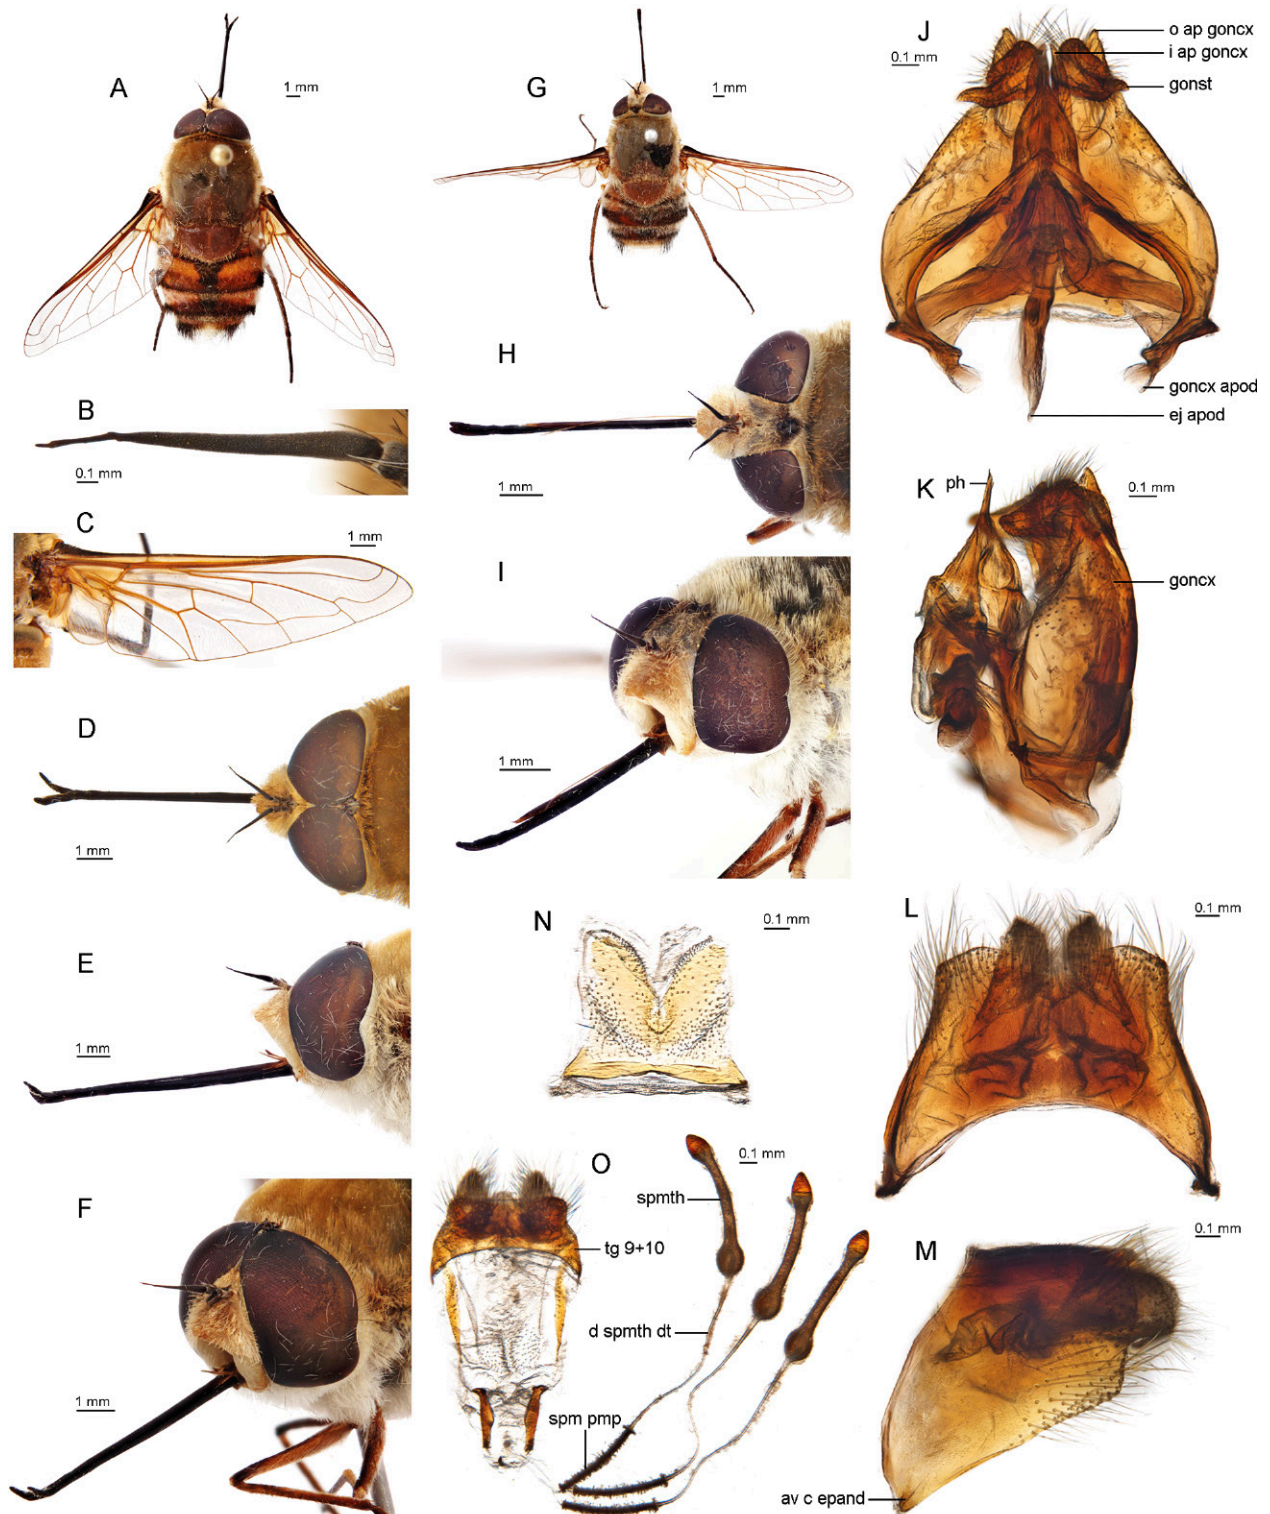 A
1 mm
G
1 mm
J
0.1 mm
o ap goncx
i ap goncx
gonst
goncx apod
ej apod
B
0.1 mm
C
1 mm
H
1 mm
I
1 mm
K
ph
0.1 mm
goncx
D
1 mm
E
1 mm
F
1 mm
N
0.1 mm
L
0.1 mm
O
0.1 mm
spmth
tg 9+10
d spmth dt
spm pmp
M
0.1 mm
av c epand